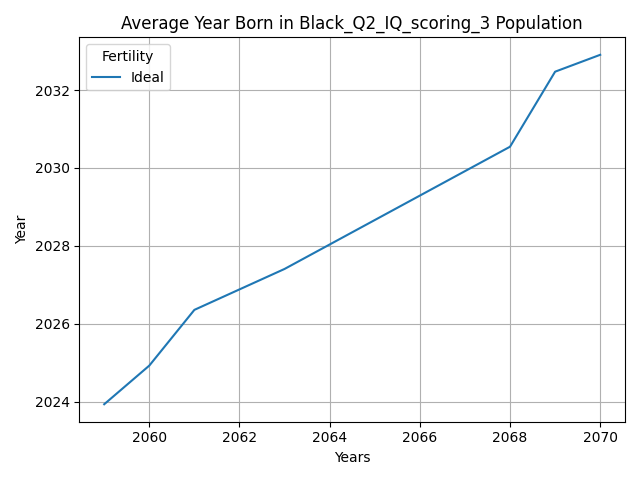 Average Year Born in Black_Q2_IQ_scoring_3 Population
Fertility
Ideal
2032
2030
2028
2026
2024
Year
2060 2062 2064 2066 2068 2070
Years